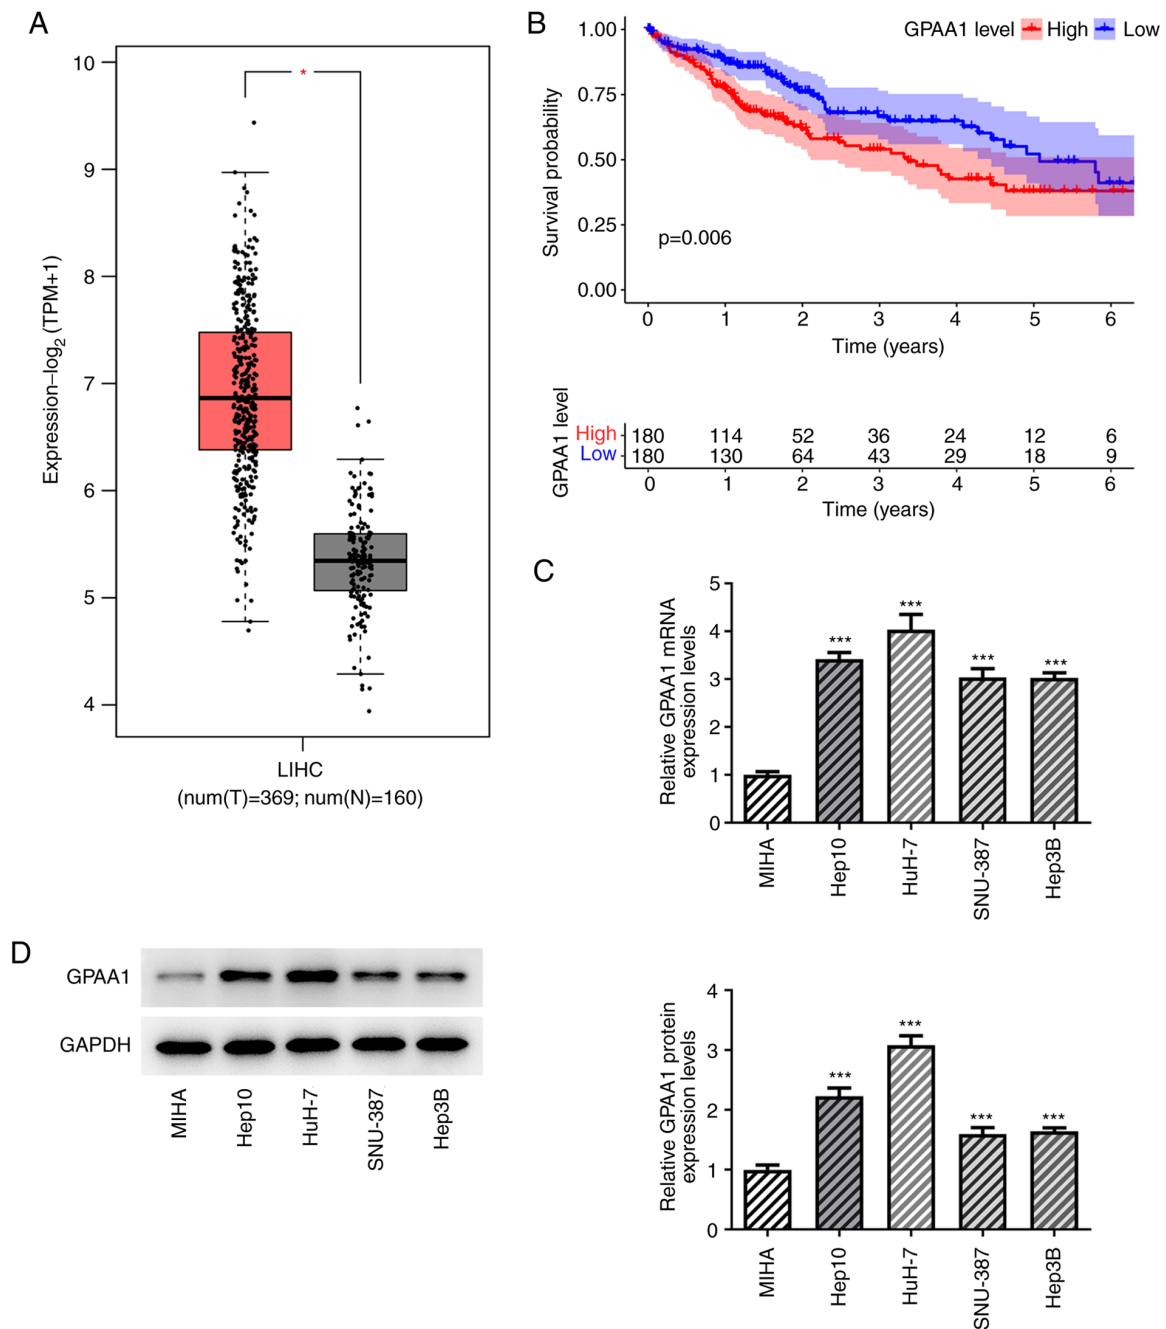 A
10
9
8
7
6
5
4
Expression–log2 (TPM+1)
*
LIHC
(num(T)=369; num(N)=160)
B
GPAA1 level High Low
1.00
0.75
0.50
0.25
0.00
Survival probability
p=0.006
0 1 2 3 4 5 6
Time (years)
GPAA1 level
High 180 114 52 36 24 12 6
Low 180 130 64 43 29 18 9
0 1 2 3 4 5 6
Time (years)
C
5
4
3
2
1
0
Relative GPAA1 mRNA
expression levels
*** *** *** ***
MIHA Hep10 HuH-7 SNU-387 Hep3B
D
GPAA1
GAPDH
MIHA Hep10 HuH-7 SNU-387 Hep3B
4
3
2
1
0
Relative GPAA1 protein
expression levels
*** *** *** ***
MIHA Hep10 HuH-7 SNU-387 Hep3B